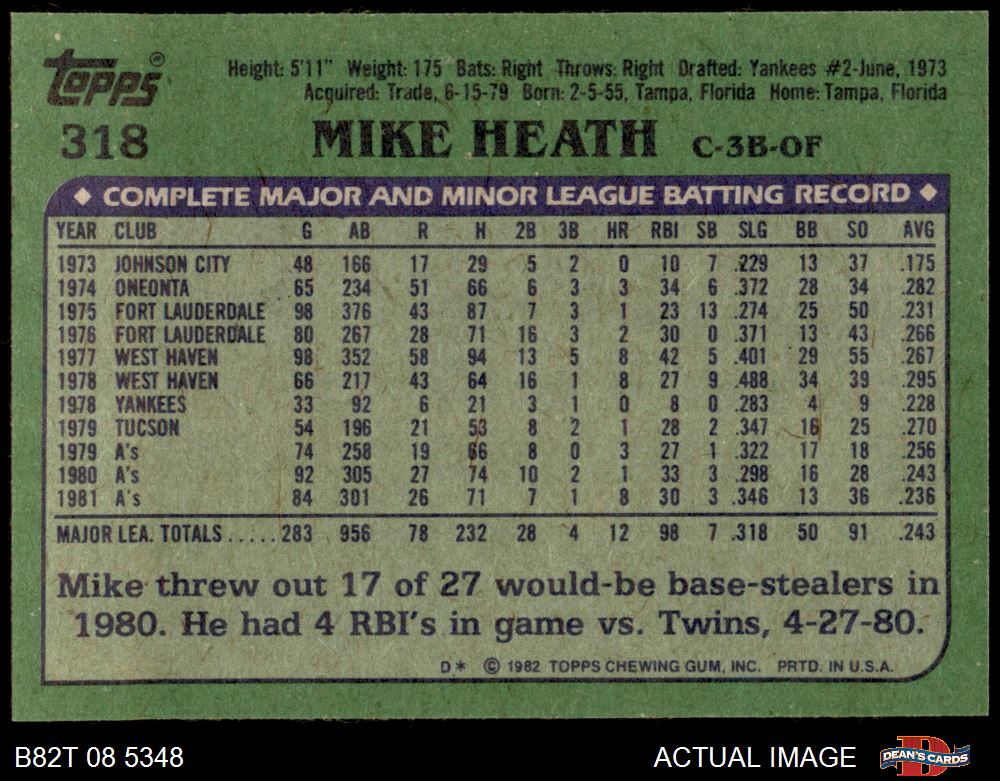 Topps®
Height: 5'11" Weight: 175 Bats: Right Throws: Right Drafted: Yankees #2-June, 1973
Acquired: Trade, 6-15-79 Born: 2-5-55, Tampa, Florida Home: Tampa, Florida
318 MIKE HEATH C-3B-OF
◆ COMPLETE MAJOR AND MINOR LEAGUE BATTING RECORD ◆
YEAR CLUB G AB R H 2B 3B HR RBI SB SLG BB SO AVG
1973 JOHNSON CITY 48 166 17 29 5 2 0 10 7 .229 13 37 .175
1974 ONEONTA 65 234 51 66 6 3 3 34 6 .372 28 34 .282
1975 FORT LAUDERDALE 98 376 43 87 7 3 1 23 13 .274 25 50 .231
1976 FORT LAUDERDALE 80 267 28 71 16 3 2 30 0 .371 13 43 .266
1977 WEST HAVEN 98 352 58 94 13 5 8 42 5 .401 29 55 .267
1978 WEST HAVEN 66 217 43 64 16 1 8 27 9 .488 34 39 .295
1978 YANKEES 33 92 6 21 3 1 0 8 0 .283 4 9 .228
1979 TUCSON 54 196 21 53 8 2 1 28 2 .347 16 25 .270
1979 A's 74 258 19 66 8 0 3 27 1 .322 17 18 .256
1980 A's 92 305 27 74 10 2 1 33 3 .298 16 28 .243
1981 A's 84 301 26 71 7 1 8 30 3 .346 13 36 .236
MAJOR LEA. TOTALS.....283 956 78 232 28 4 12 98 7 .318 50 91 .243
Mike threw out 17 of 27 would-be base-stealers in
1980. He had 4 RBI's in game vs. Twins, 4-27-80.
D* © 1982 TOPPS CHEWING GUM, INC. PRTD. IN U.S.A.
B82T 08 5348 ACTUAL IMAGE DEAN'S CARDS